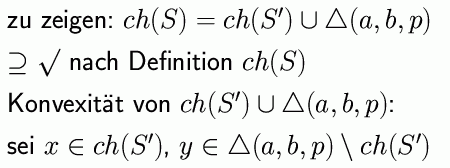 zu zeigen: ch(S) = ch(S′) ∪ △(a, b, p)
⊇ √ nach Definition ch(S)
Konvexität von ch(S′) ∪ △(a, b, p):
sei x ∈ ch(S′), y ∈ △(a, b, p) \ ch(S′)